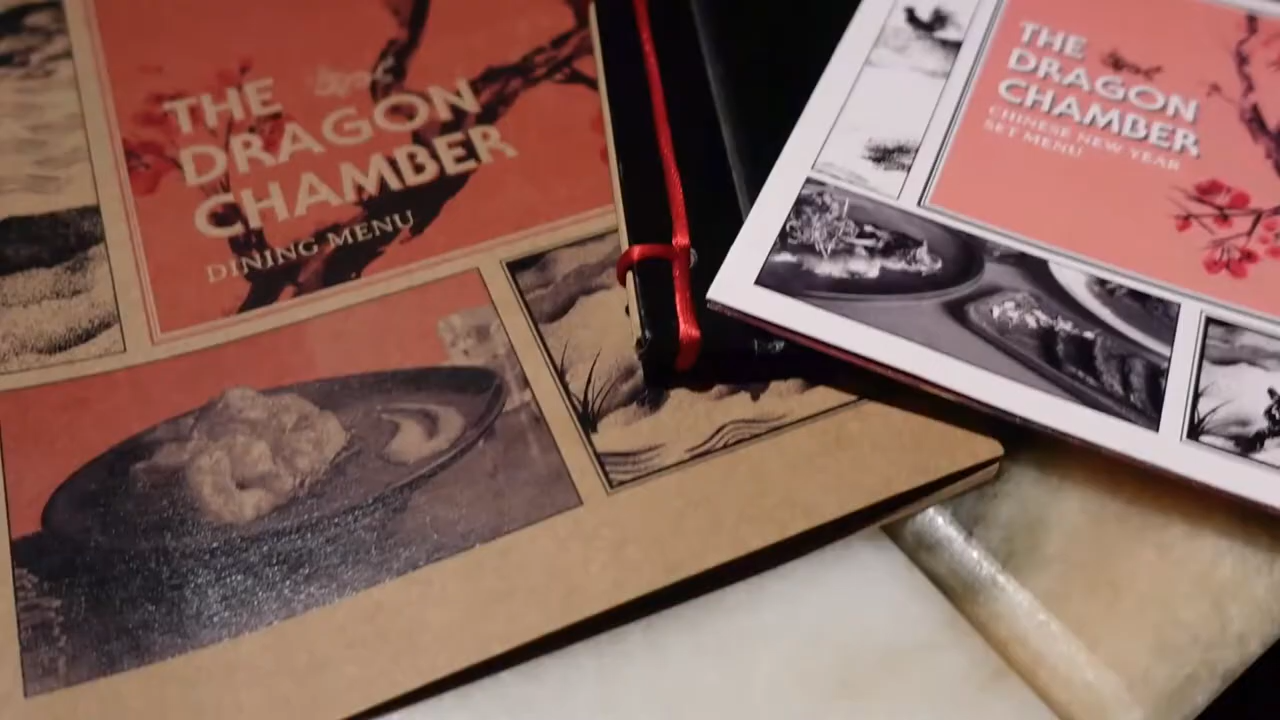 THE
DRAGON
CHAMBER
DINING MENU
THE
DRAGON
CHAMBER
CHINESE NEW YEAR
SET MENU